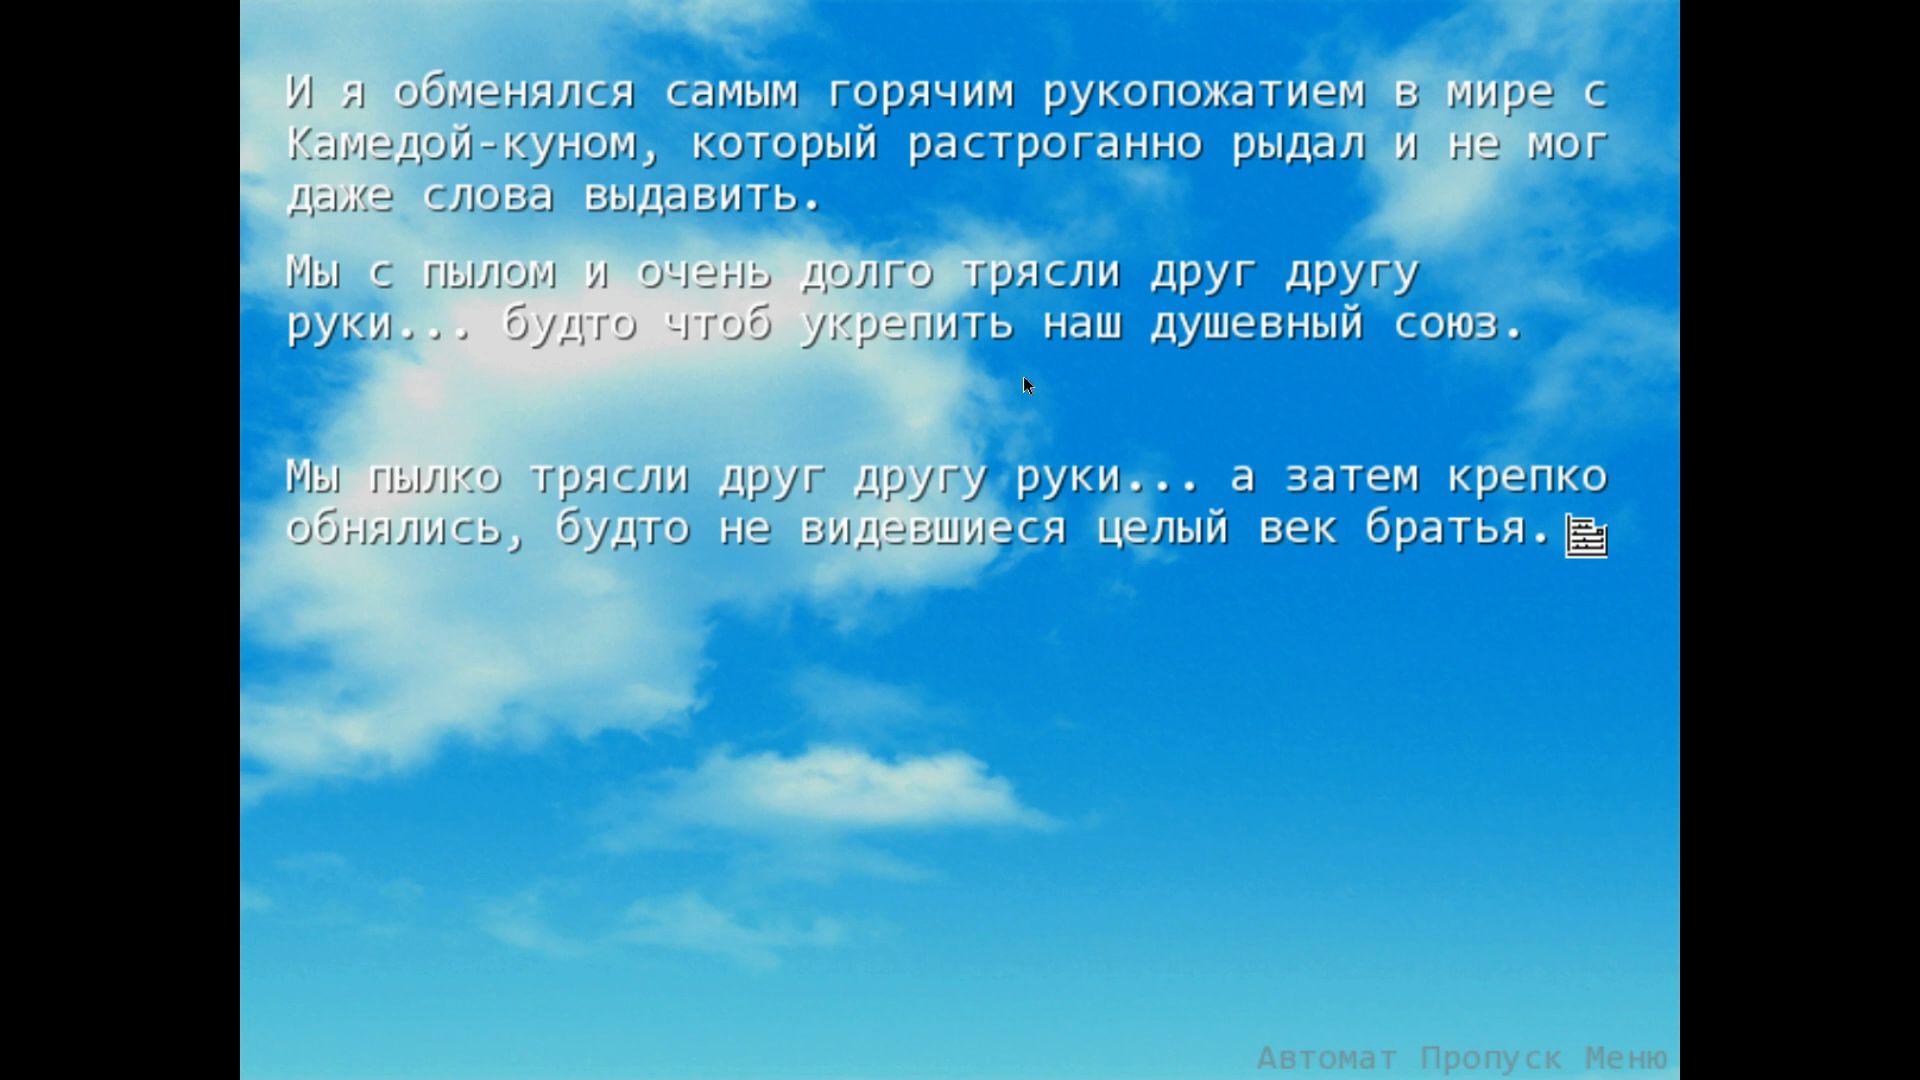 И я обменялся самым горячим рукопожатием в мире с
Камедой-куном, который растроганно рыдал и не мог
даже слова выдавить.
Мы с пылом и очень долго трясли друг другу
руки... будто чтоб укрепить наш душевный союз.
Мы пылко трясли друг другу руки... а затем крепко
обнялись, будто не видевшиеся целый век братья.
Автомат Пропуск Меню